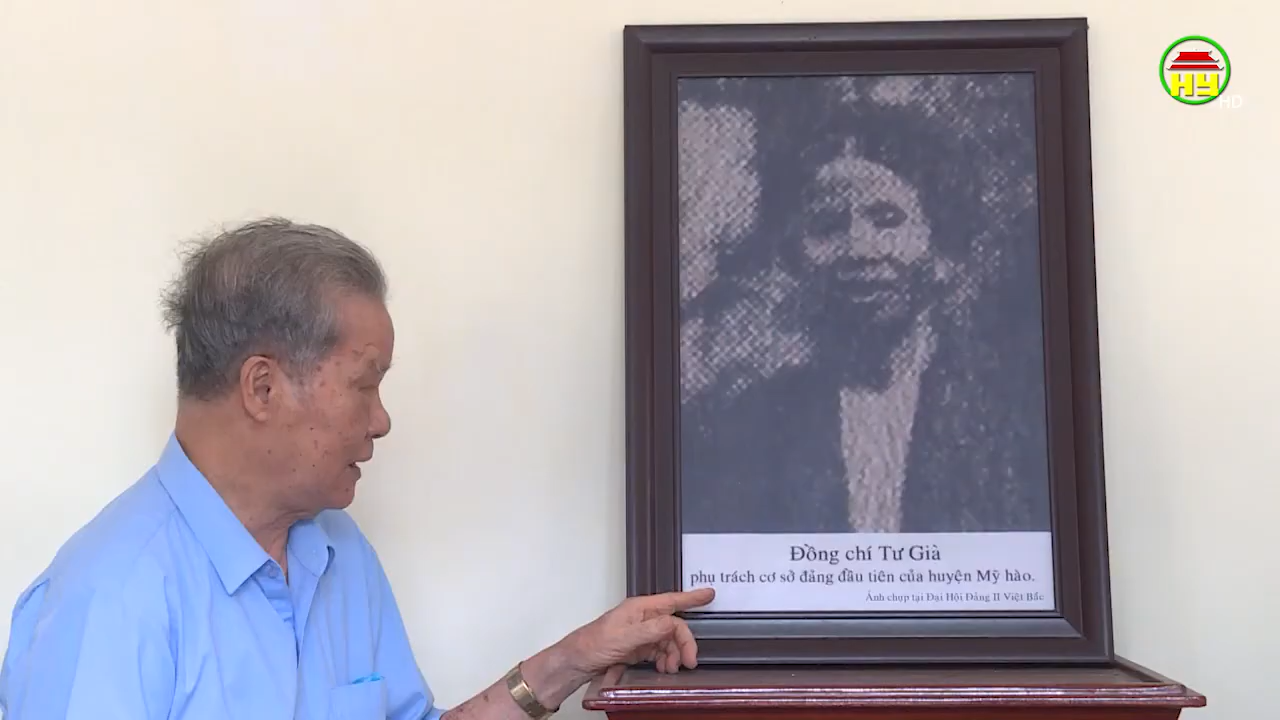 HY
HD
Đồng chí Tư Già
phụ trách cơ sở đảng đầu tiên của huyện Mỹ hào.
Ảnh chụp tại Đại Hội Đảng II Việt Bắc